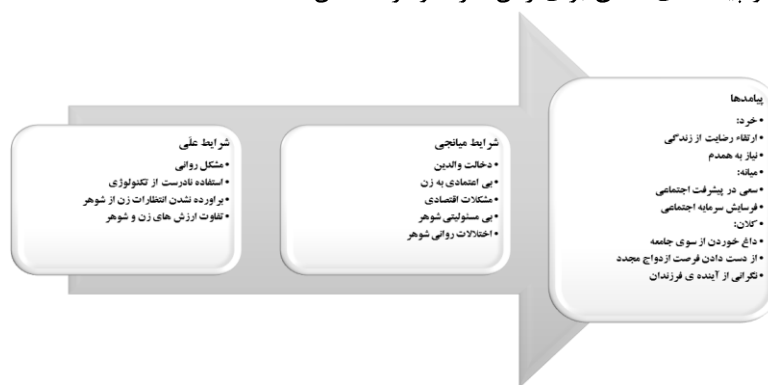 شرایط علّی
• مشکل روانی
• استفاده نادرست از تکنولوژی
• براورده نشدن انتظارات زن از شوهر
• تفاوت ارزش های زن و شوهر
شرایط میانجی
• دخالت والدین
• بی اعتمادی به زن
• مشکلات اقتصادی
• بی مسئولیتی شوهر
• اختلالات روانی شوهر
پیامدها
• خرد:
• ارتقاء رضایت از زندگی
• نیاز به همدم
• میانه:
• سعی در پیشرفت اجتماعی
• فرسایش سرمایه اجتماعی
• کلان:
• داغ خوردن از سوی جامعه
• از دست دادن فرصت ازدواج مجدد
• نگرانی از آینده ی فرزندان